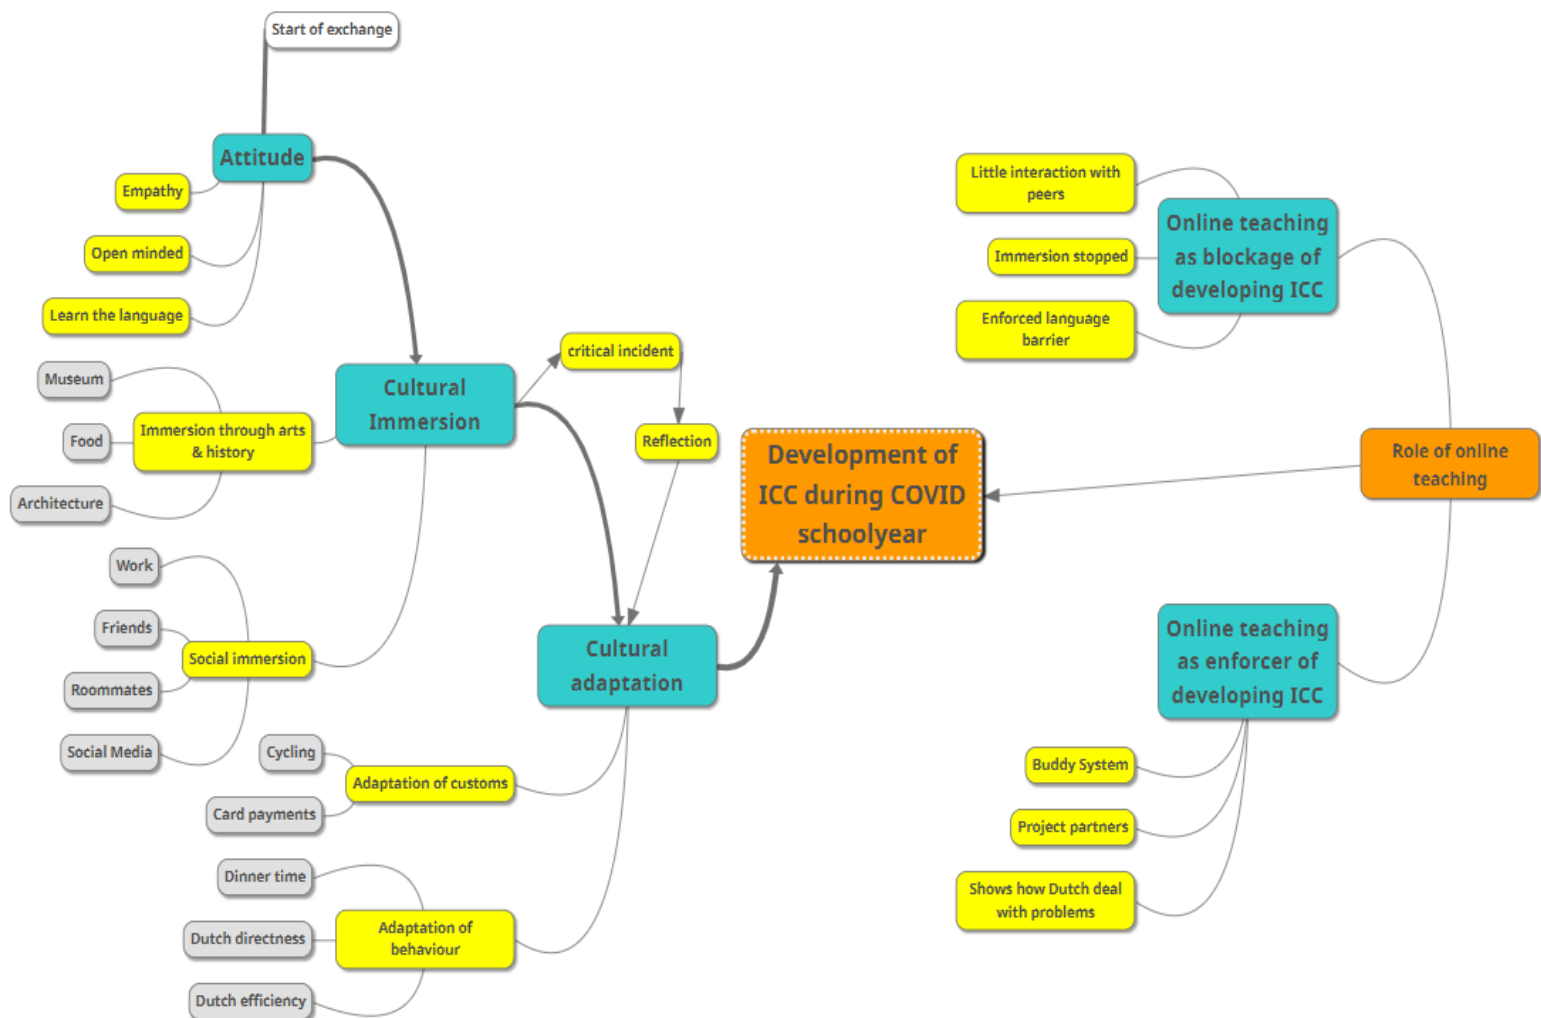 Start of exchange
Attitude
Empathy
Open minded
Learn the language
Museum
Food
Architecture
Immersion through arts
& history
Cultural
Immersion
critical incident
Reflection
Work
Friends
Roommates
Social Media
Social immersion
Cultural
adaptation
Cycling
Card payments
Adaptation of customs
Dinner time
Dutch directness
Dutch efficiency
Adaptation of
behaviour
Development of
ICC during COVID
schoolyear
Little interaction with
peers
Immersion stopped
Enforced language
barrier
Online teaching
as blockage of
developing ICC
Role of online
teaching
Online teaching
as enforcer of
developing ICC
Buddy System
Project partners
Shows how Dutch deal
with problems